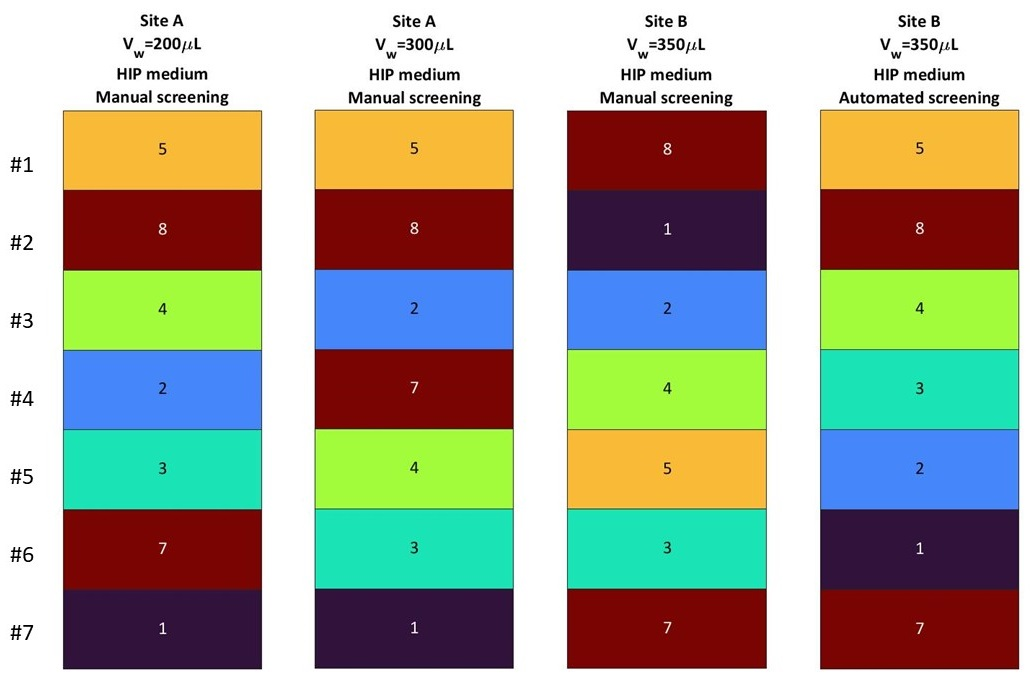 Site A Site A Site B Site B
Vw=200μL Vw=300μL Vw=350μL Vw=350μL
HIP medium HIP medium HIP medium HIP medium
Manual screening Manual screening Manual screening Automated screening
#1 5 5 8 5
#2 8 8 1 8
#3 4 2 2 4
#4 2 7 4 3
#5 3 4 5 2
#6 7 3 3 1
#7 1 1 7 7